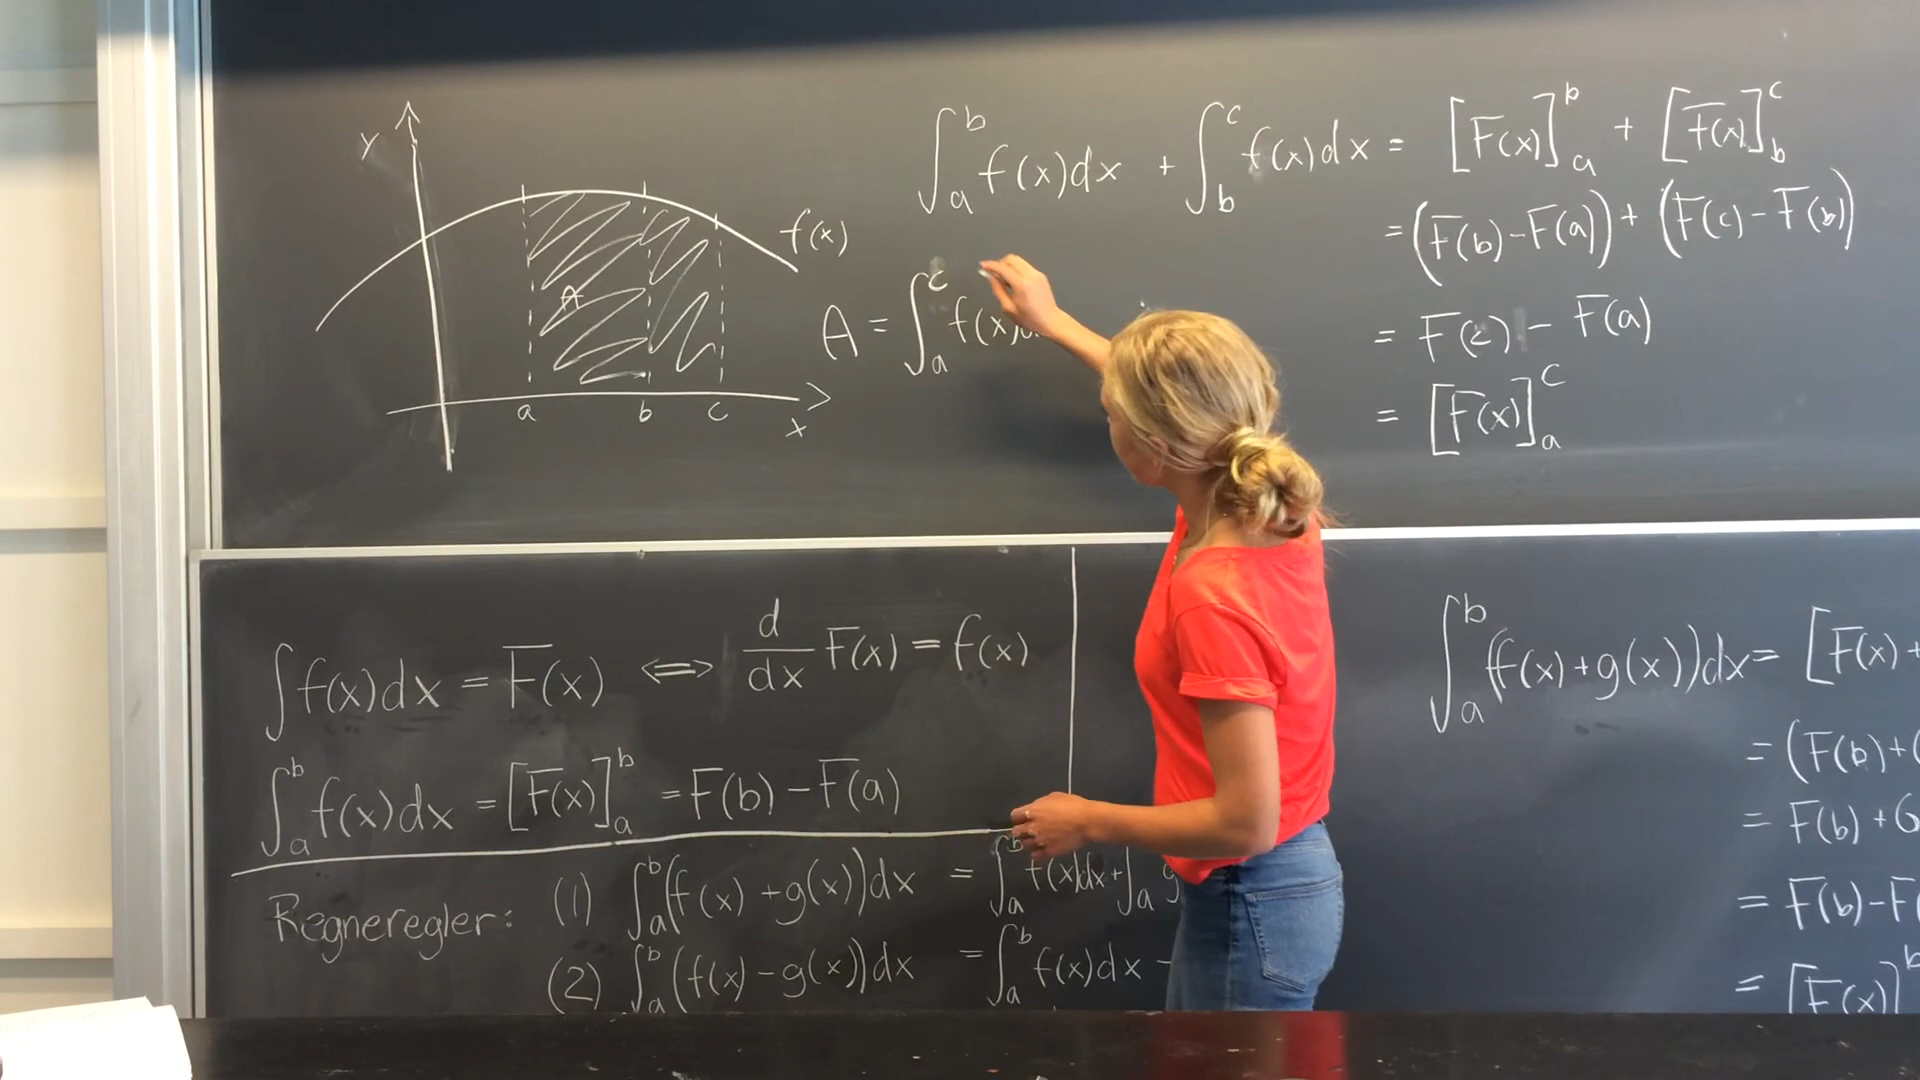 y
f(x)
A
a b c
x
∫_a^b f(x)dx + ∫_b^c f(x)dx = [F(x)]_a^b + [F(x)]_b^c
= (F(b) - F(a)) + (F(c) - F(b))
A = ∫_a^c f(x)
= F(c) - F(a)
= [F(x)]_a^c
∫ f(x)dx = F(x) <=> d/dx F(x) = f(x)
∫_a^b f(x)dx = [F(x)]_a^b = F(b) - F(a)
Regneregler: (1) ∫_a^b (f(x) + g(x))dx = ∫_a^b f(x)dx + ∫_a g
(2) ∫_a^b (f(x) - g(x))dx = ∫_a^b f(x)dx -
∫_a^b (f(x) + g(x))dx = [F(x) +
= (F(b) + (
= F(b) + G
= F(b) - F(
= [F(x)]^b